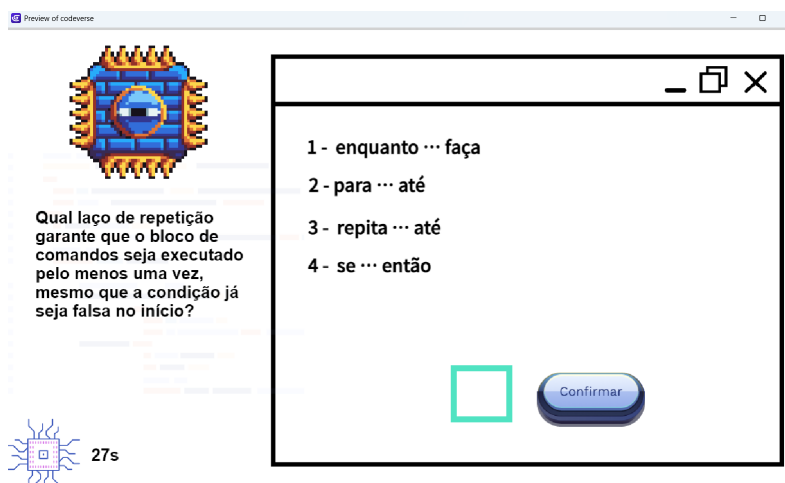 Preview of codeverse
Qual laço de repetição
garante que o bloco de
comandos seja executado
pelo menos uma vez,
mesmo que a condição já
seja falsa no início?
27s
1 - enquanto ··· faça
2 - para ··· até
3 - repita ··· até
4 - se ··· então
Confirmar